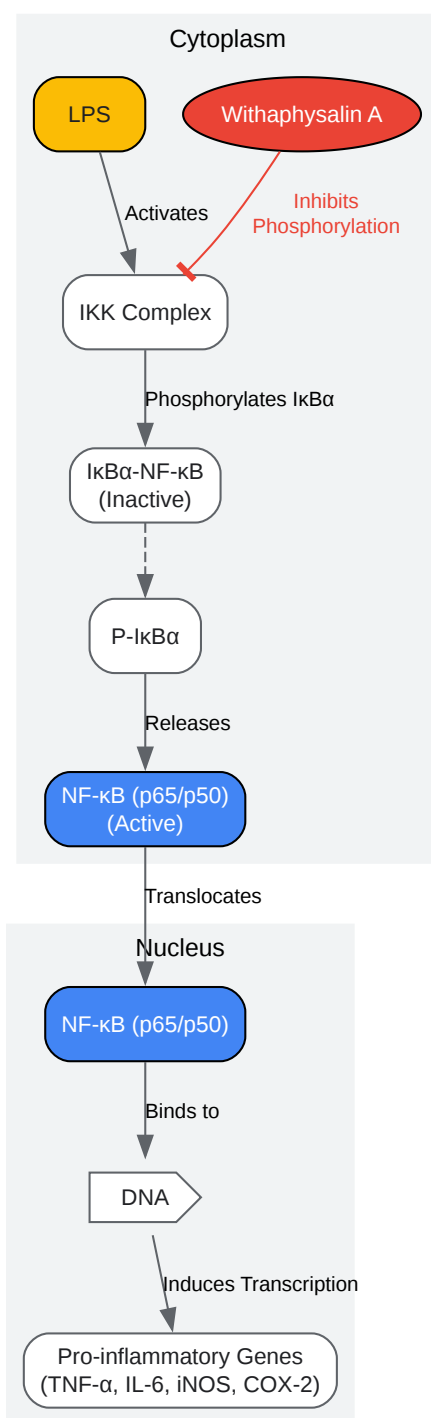 Cytoplasm
LPS
Withaphysalin A
Activates
Inhibits
Phosphorylation
IKK Complex
Phosphorylates IκBα
IκBα-NF-κB
(Inactive)
P-IκBα
Releases
NF-κB (p65/p50)
(Active)
Translocates
Nucleus
NF-κB (p65/p50)
Binds to
DNA
Induces Transcription
Pro-inflammatory Genes
(TNF-α, IL-6, iNOS, COX-2)